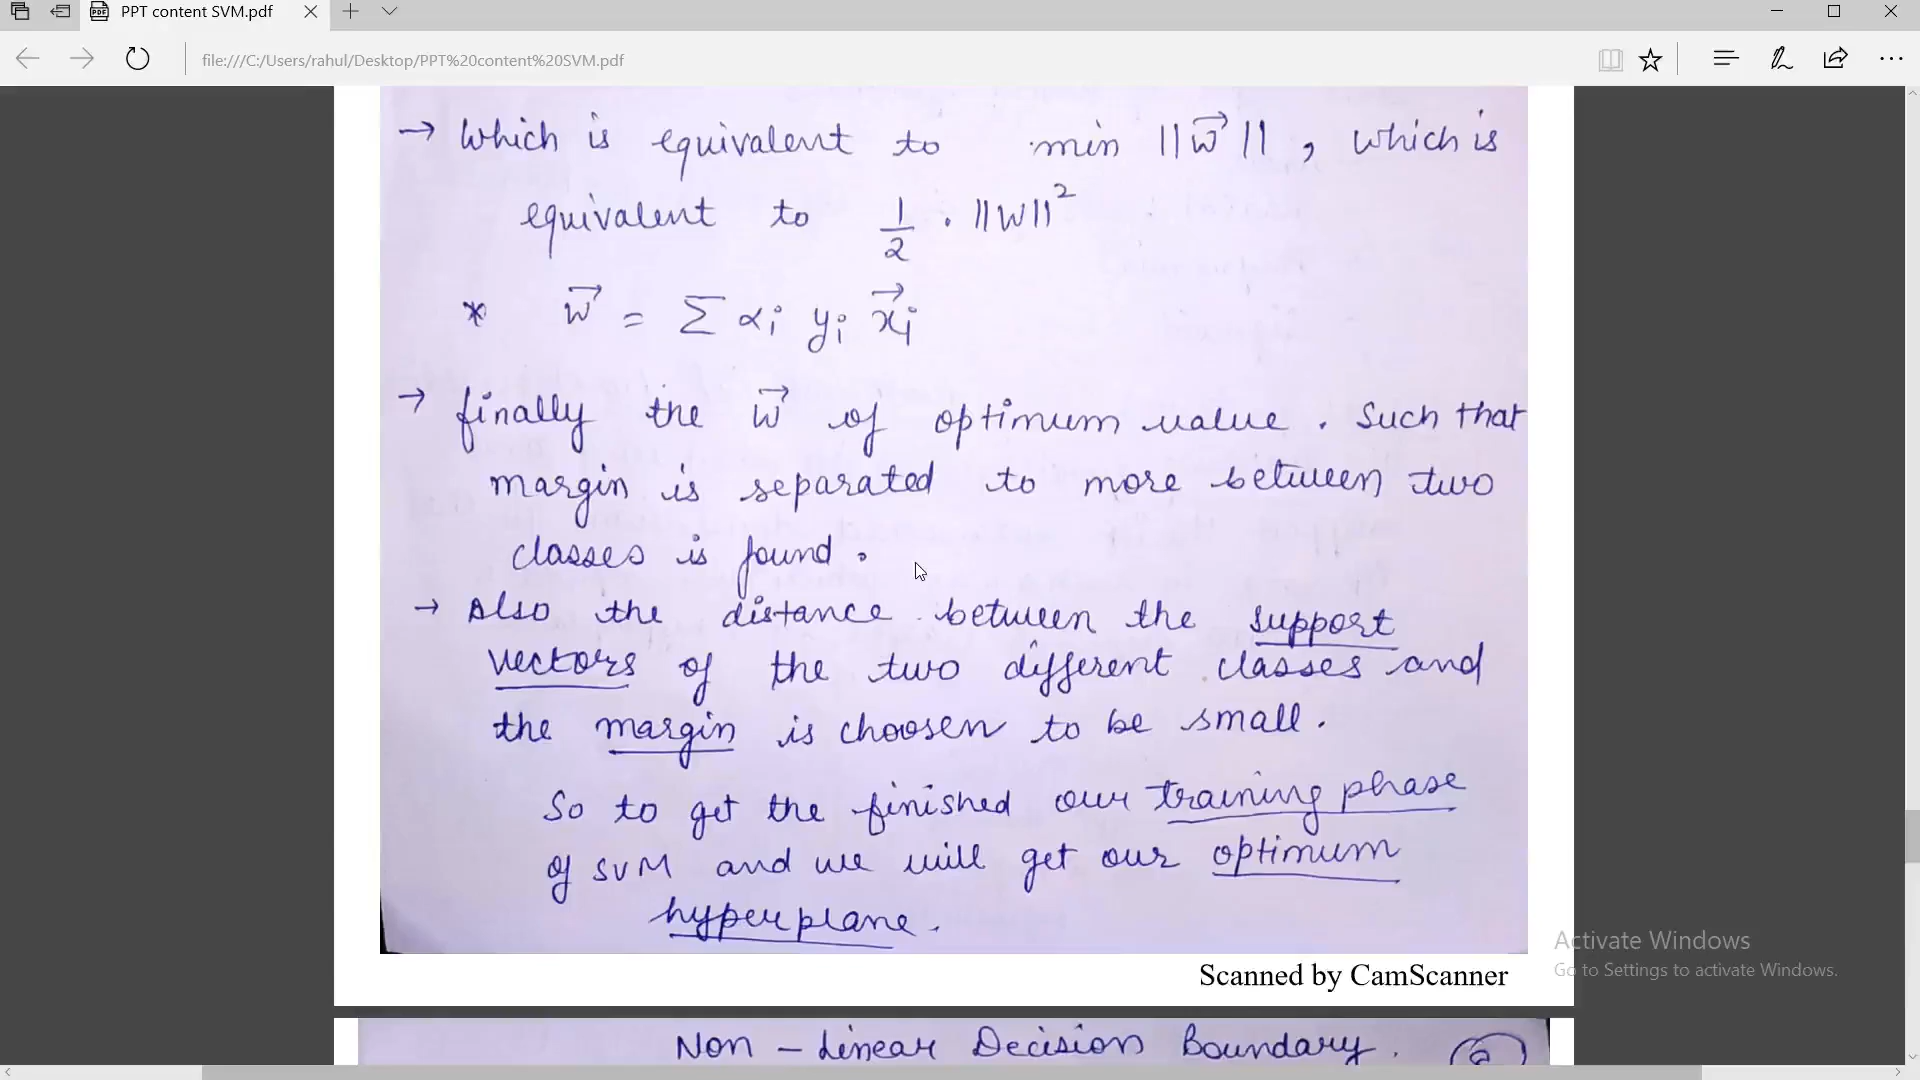 PPT content SVM.pdf
file:///C:/Users/rahul/Desktop/PPT%20content%20SVM.pdf
→ Which is equivalent to min ||w⃗||, which is
equivalent to 1/2 · ||W||²
* w⃗ = Σ αi yi x⃗i
→ finally the w⃗ of optimum value. Such that
margin is separated to more between two
classes is found.
→ Also the distance between the support
vectors of the two different classes and
the margin is choosen to be small.
So to get the finished our training phase
of SVM and we will get our optimum
hyperplane.
Scanned by CamScanner
Activate Windows
Go to Settings to activate Windows.
Non - Linear Decision Boundary.